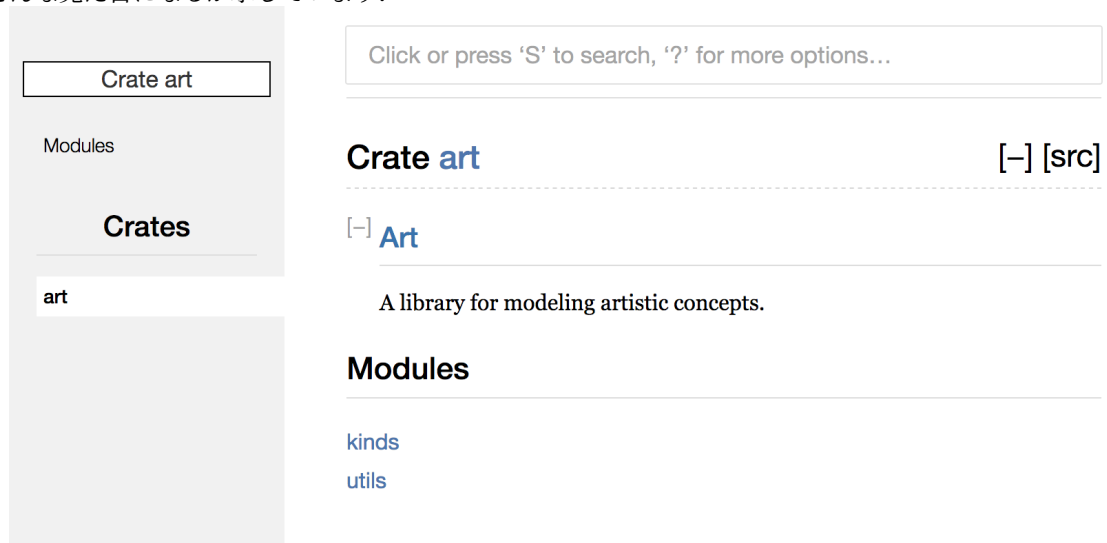 Crate art
Modules
Crates
art
Click or press ‘S’ to search, ‘?’ for more options…
Crate art
[−] [src]
[−] Art
A library for modeling artistic concepts.
Modules
kinds
utils